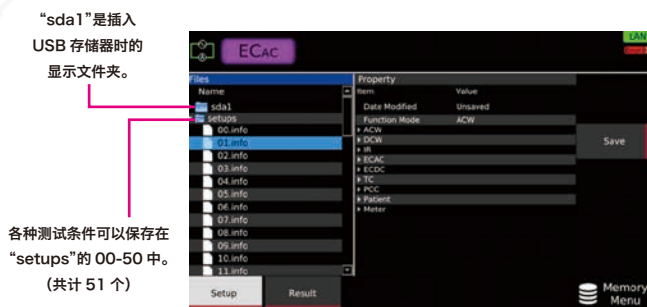 “sda1”是插入
USB 存储器时的
显示文件夹。
各种测试条件可以保存在
“setups”的 00-50 中。
(共计 51 个)
ECAC
LAN
Files
Name
sda1
setups
00.info
01.info
02.info
03.info
04.info
05.info
06.info
07.info
08.info
09.info
10.info
11.info
Property
Item Value
Date Modified Unsaved
Function Mode ACW
ACW
DCW
IR
ECAC
ECDC
TC
PCC
Patient
Meter
Save
Setup
Result
Memory
Menu